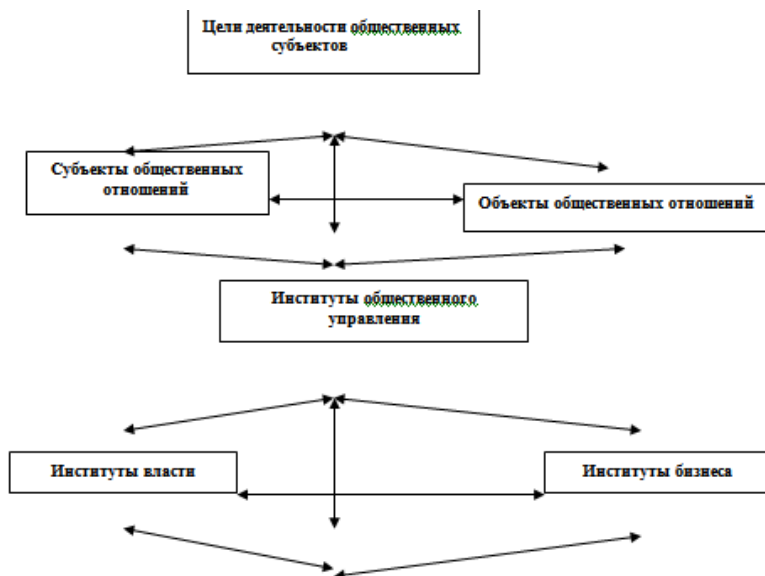 Цели деятельности общественных
субъектов
Субъекты общественных
отношений
Объекты общественных отношений
Институты общественного
управления
Институты власти
Институты бизнеса